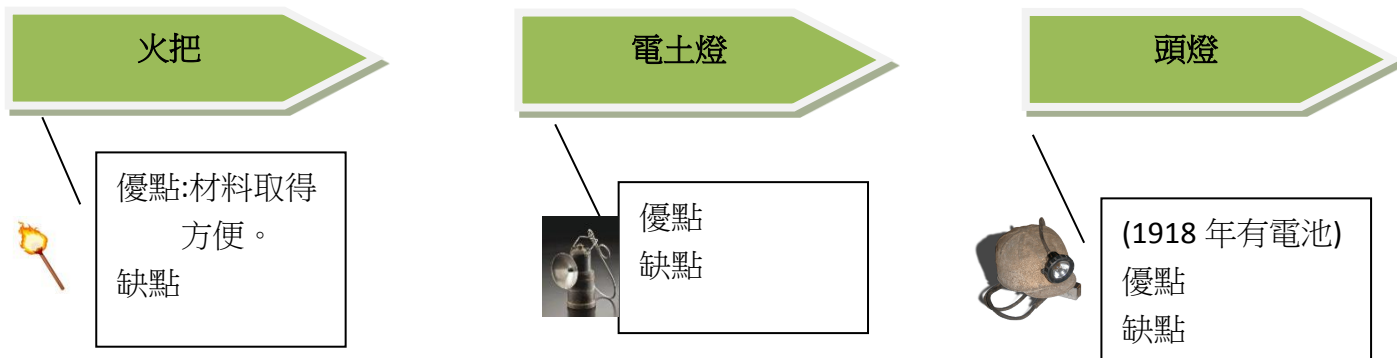 火把
電土燈
頭燈
優點:材料取得
方便。
缺點
優點
缺點
(1918 年有電池)
優點
缺點